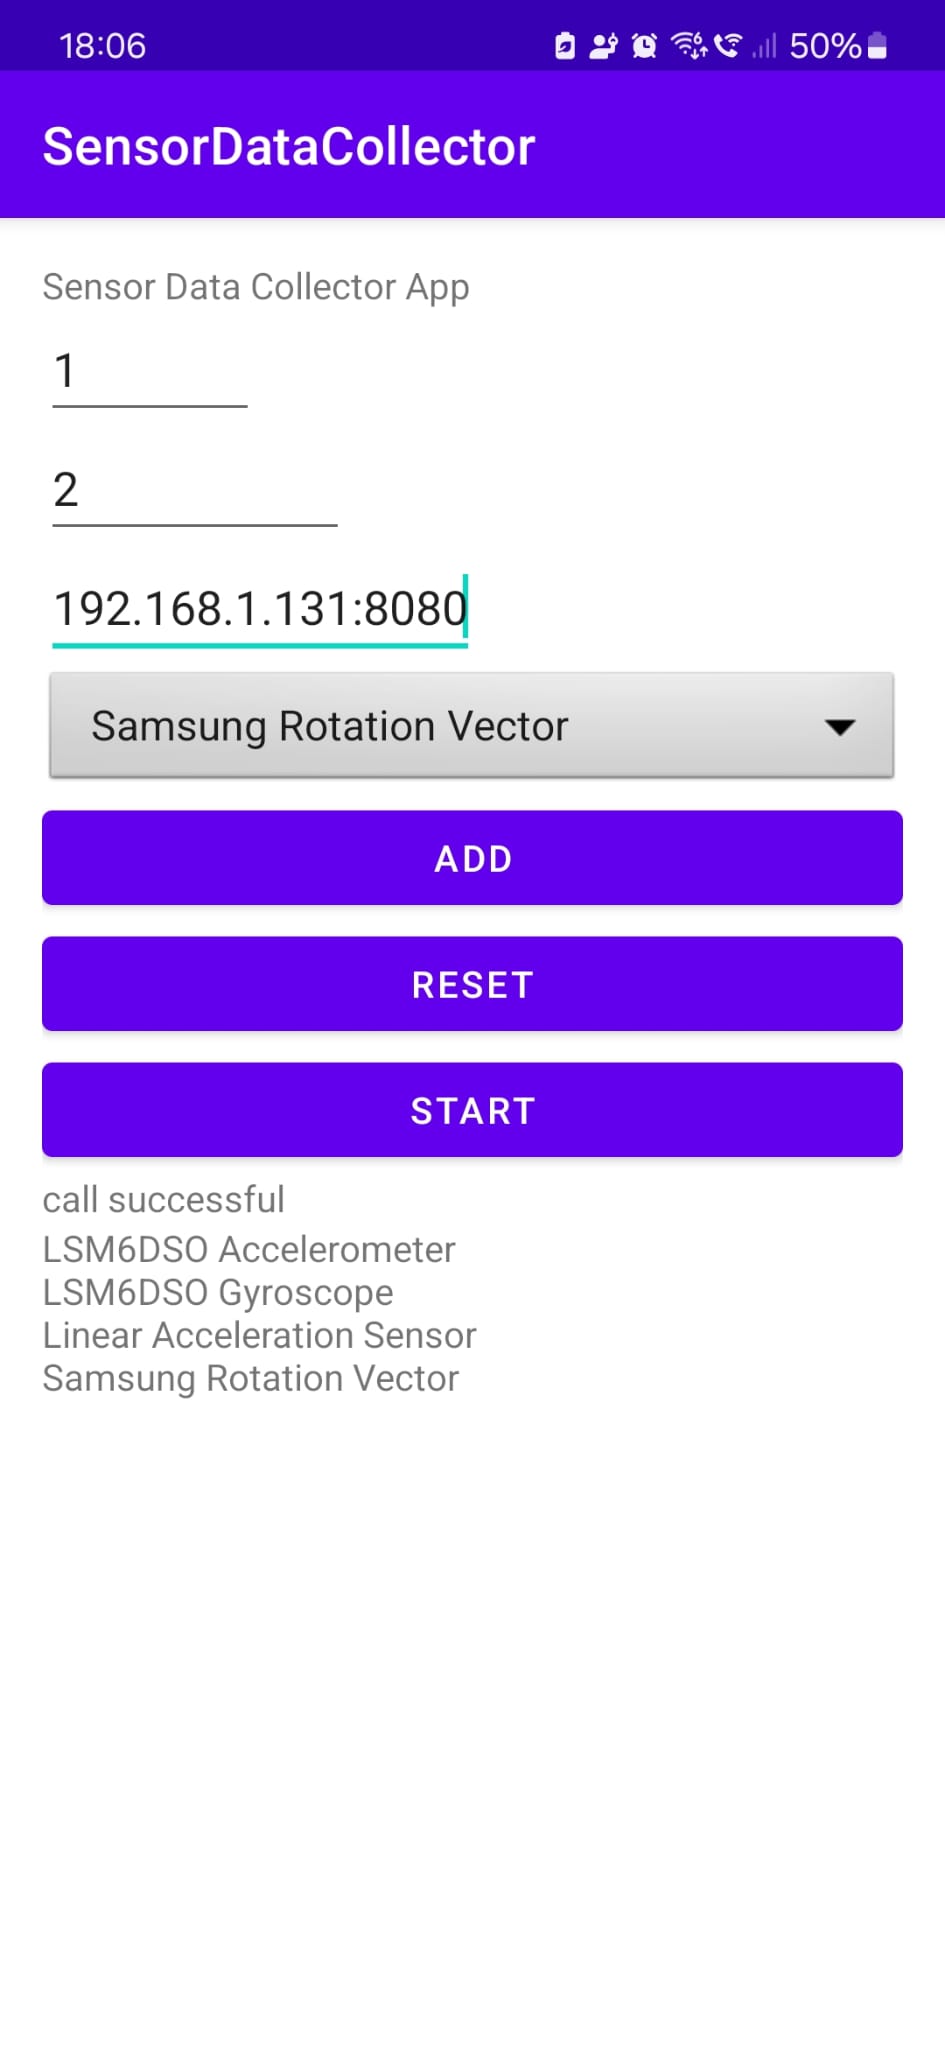 18:06
50%
SensorDataCollector
Sensor Data Collector App
1
2
192.168.1.131:8080
Samsung Rotation Vector
ADD
RESET
START
call successful
LSM6DSO Accelerometer
LSM6DSO Gyroscope
Linear Acceleration Sensor
Samsung Rotation Vector